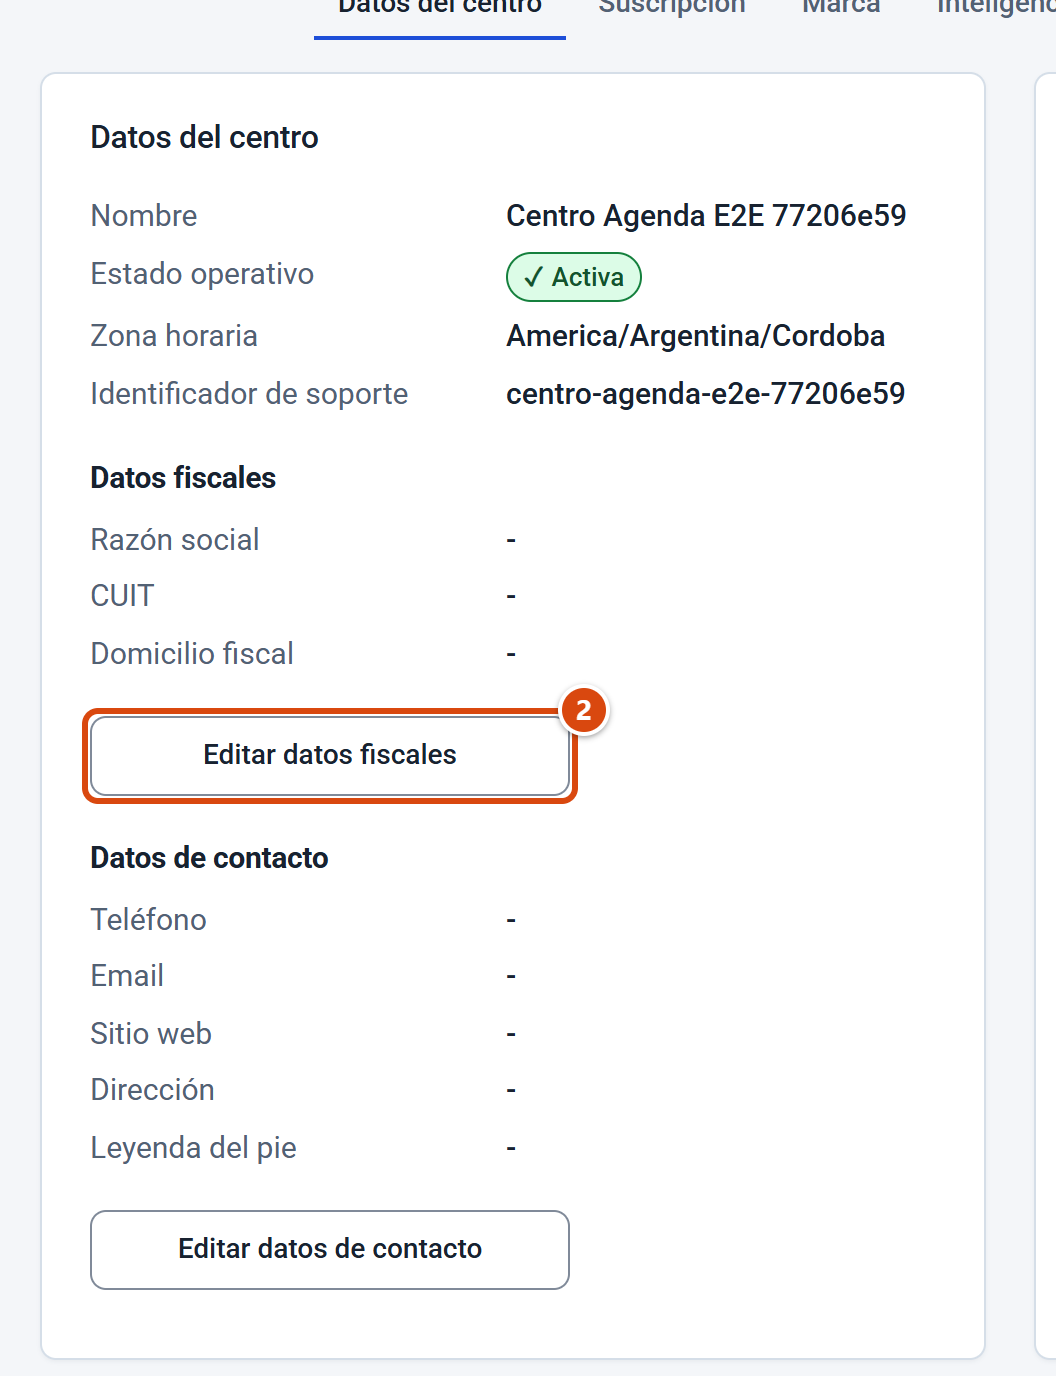 Datos del centro Suscripción Marca
Datos del centro
Nombre Centro Agenda E2E 77206e59
Estado operativo ✓ Activa
Zona horaria America/Argentina/Cordoba
Identificador de soporte centro-agenda-e2e-77206e59
Datos fiscales
Razón social -
CUIT -
Domicilio fiscal -
2
Editar datos fiscales
Datos de contacto
Teléfono -
Email -
Sitio web -
Dirección -
Leyenda del pie -
Editar datos de contacto